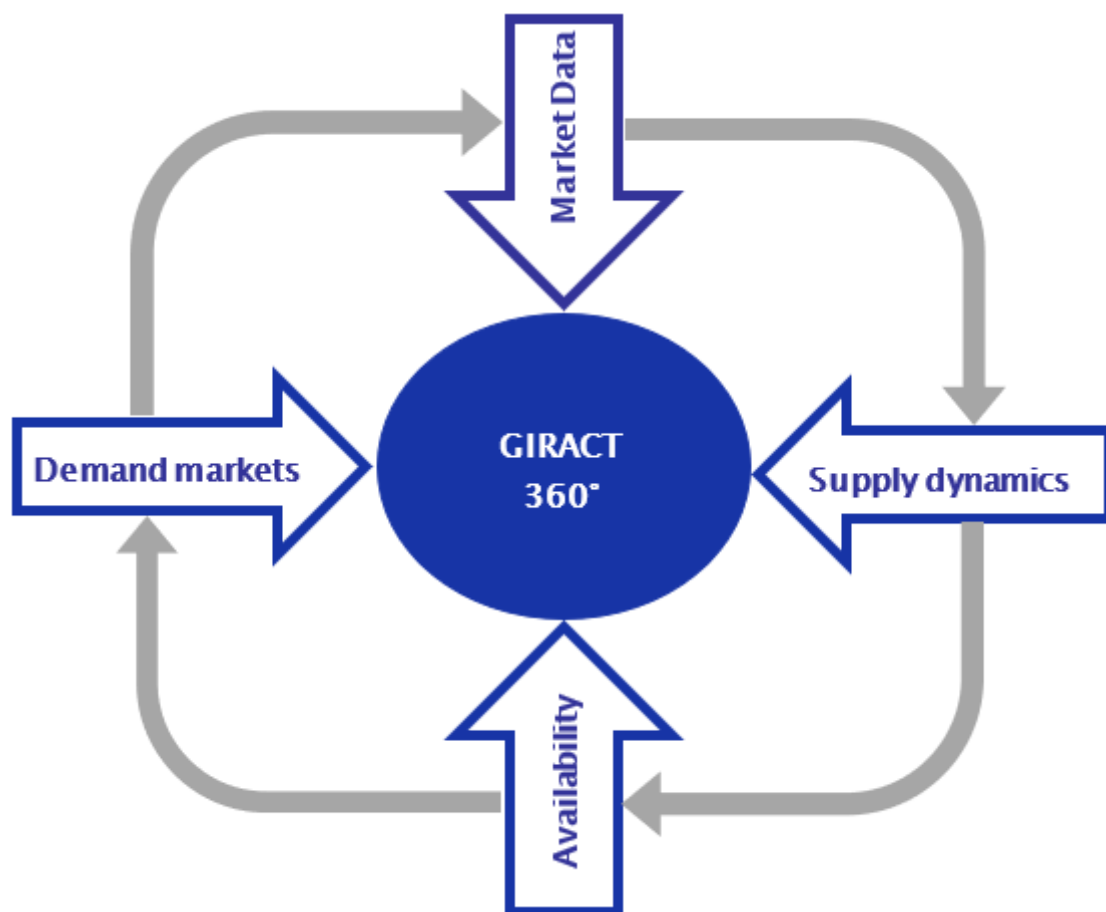 Market Data
Demand markets
GIRACT
360°
Supply dynamics
Availability